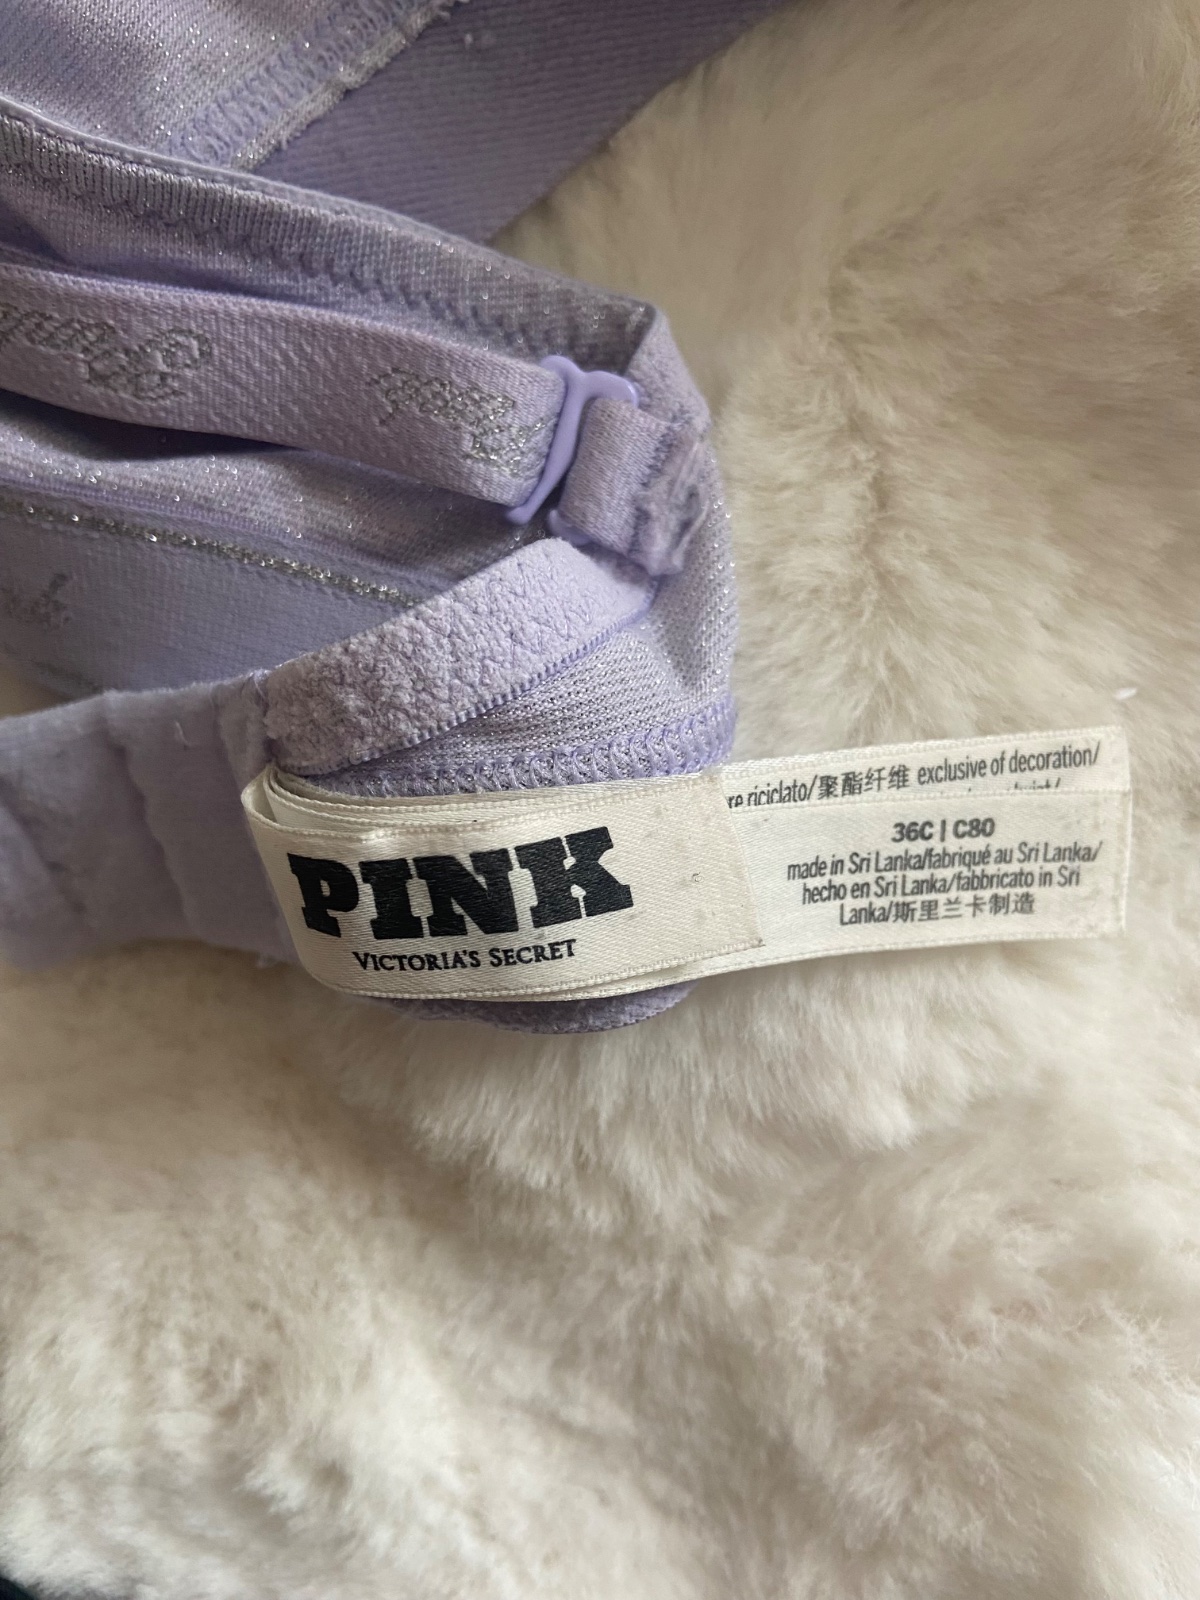 re riciclato/聚酯纤维 exclusive of decoration/
36C | C80
made in Sri Lanka/fabriqué au Sri Lanka/
hecho en Sri Lanka/fabbricato in Sri
Lanka/斯里兰卡制造
PINK
VICTORIA'S SECRET